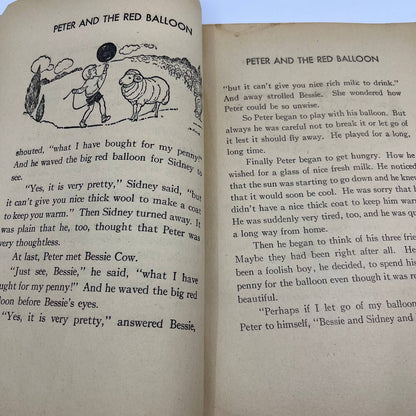 PETER AND THE RED BALLOON
shouted, "what I have bought for my penny!"
And he waved the big red balloon for Sidney to
see.
"Yes, it is very pretty," Sidney said, "but
it can't give you nice thick wool to make a coat
to keep you warm." Then Sidney turned away. It
was plain that he, too, thought that Peter was
very thoughtless.
At last, Peter met Bessie Cow.
"Just see, Bessie," he said, "what I have
bought for my penny!" And he waved the big red
loon before Bessie's eyes.
"Yes, it is very pretty," answered Bessie,
PETER AND THE RED BALLOON
"but it can't give you rich milk to drink."
And away strolled Bessie. She wondered how
Peter could be so unwise.
So Peter began to play with his balloon. But
always he was careful not to break it or let go of
it lest it should fly away. He played for a long,
long time.
Finally Peter began to get hungry. How he
wished for a glass of nice fresh milk. He noticed
that the sun was starting to go down and he knew
that it would soon be cool. He was sorry that
didn't have a nice thick coat to keep him warm
He was suddenly very tired, too, and he was q
a long way from home.
Then he began to think of his three frie
Maybe they had been right after all. He h
been a foolish boy, he decided, to spend his
penny for the balloon even though it was r
beautiful.
"Perhaps if I let go of my balloon
Peter to himself, "Bessie and Sidney and